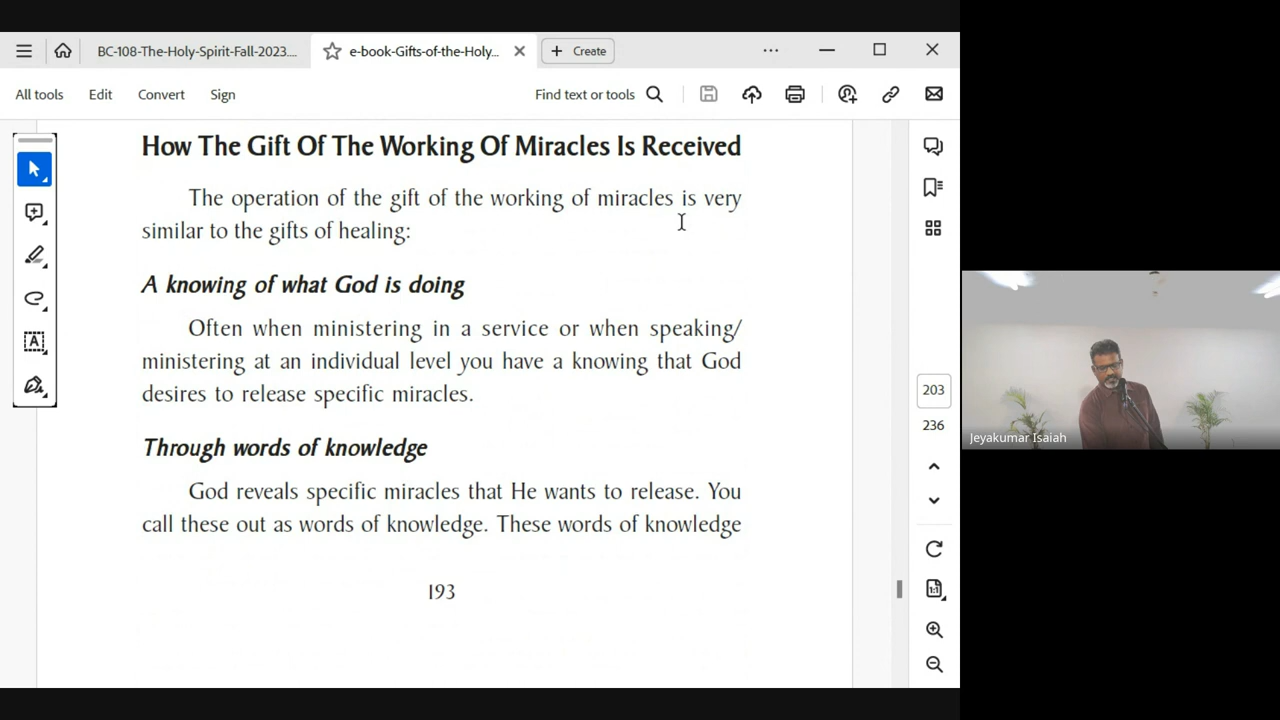 BC-108-The-Holy-Spirit-Fall-2023....
e-book-Gifts-of-the-Holy...
Create
All tools
Edit
Convert
Sign
Find text or tools
How The Gift Of The Working Of Miracles Is Received
The operation of the gift of the working of miracles is very
similar to the gifts of healing:
A knowing of what God is doing
Often when ministering in a service or when speaking/
ministering at an individual level you have a knowing that God
desires to release specific miracles.
Through words of knowledge
God reveals specific miracles that He wants to release. You
call these out as words of knowledge. These words of knowledge
193
203
236
1:1
Jeyakumar Isaiah